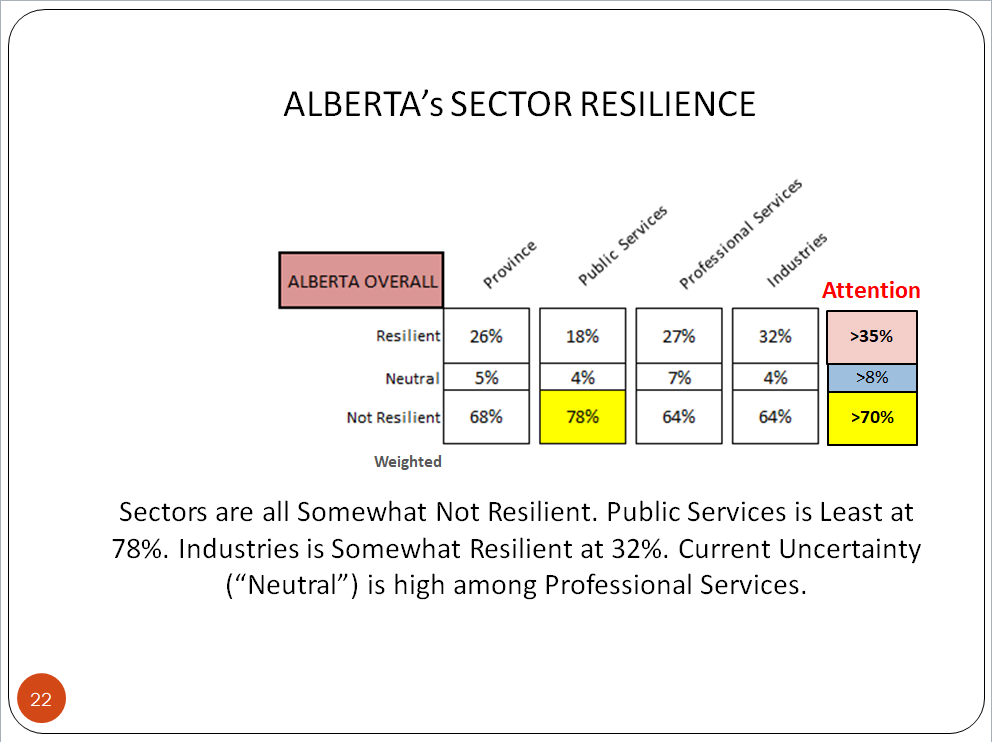 ALBERTA’s SECTOR RESILIENCE
Province
Public Services
Professional Services
Industries
ALBERTA OVERALL
Attention
Resilient 26% 18% 27% 32% >35%
Neutral 5% 4% 7% 4% >8%
Not Resilient 68% 78% 64% 64% >70%
Weighted
Sectors are all Somewhat Not Resilient. Public Services is Least at
78%. Industries is Somewhat Resilient at 32%. Current Uncertainty
(“Neutral”) is high among Professional Services.
22